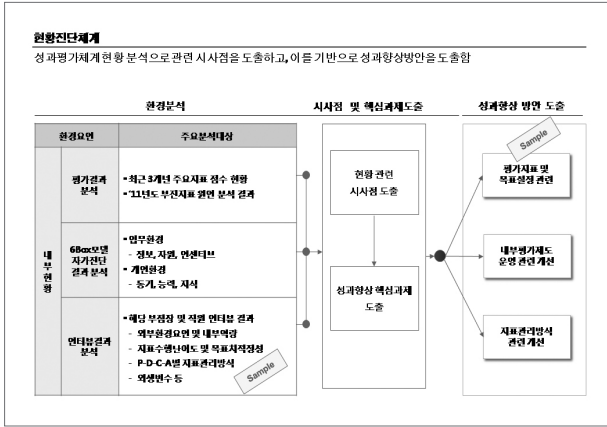 현황진단체계
성과평가체계 현황 분석으로 관련 시사점을 도출하고, 이를 기반으로 성과향상방안을 도출함
환경분석
시사점 및 핵심과제도출
성과향상 방안 도출
환경요인
주요분석대상
내부현황
평가결과
분석
▪최근 3개년 주요지표 점수 현황
▪'11년도 부진지표 원인 분석 결과
6Box모델
자가진단
결과 분석
▪업무환경
- 정보, 자원, 인센티브
▪개인환경
- 동기, 능력, 지식
인터뷰결과
분석
▪해당 부점장 및 직원 인터뷰 결과
- 외부환경요인 및 내부역량
- 지표수행난이도 및 목표치적정성
- P-D-C-A별 지표관리방식
- 외생변수 등
Sample
현황 관련
시사점 도출
성과향상 핵심과제
도출
Sample
평가지표 및
목표설정 관련
내부평가제도
운영 관련 개선
지표관리방식
관련 개선